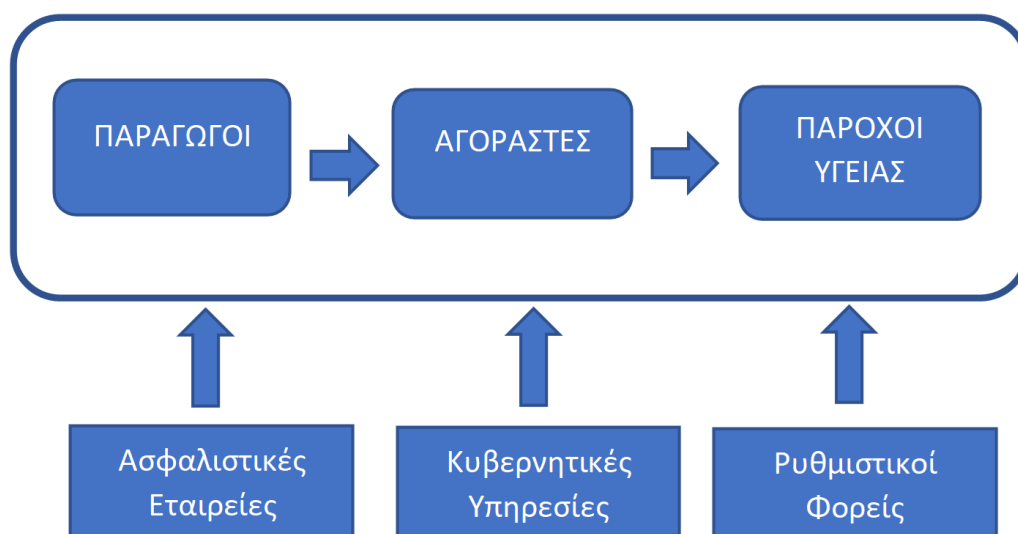 ΠΑΡΑΓΩΓΟΙ
ΑΓΟΡΑΣΤΕΣ
ΠΑΡΟΧΟΙ
ΥΓΕΙΑΣ
Ασφαλιστικές
Εταιρείες
Κυβερνητικές
Υπηρεσίες
Ρυθμιστικοί
Φορείς